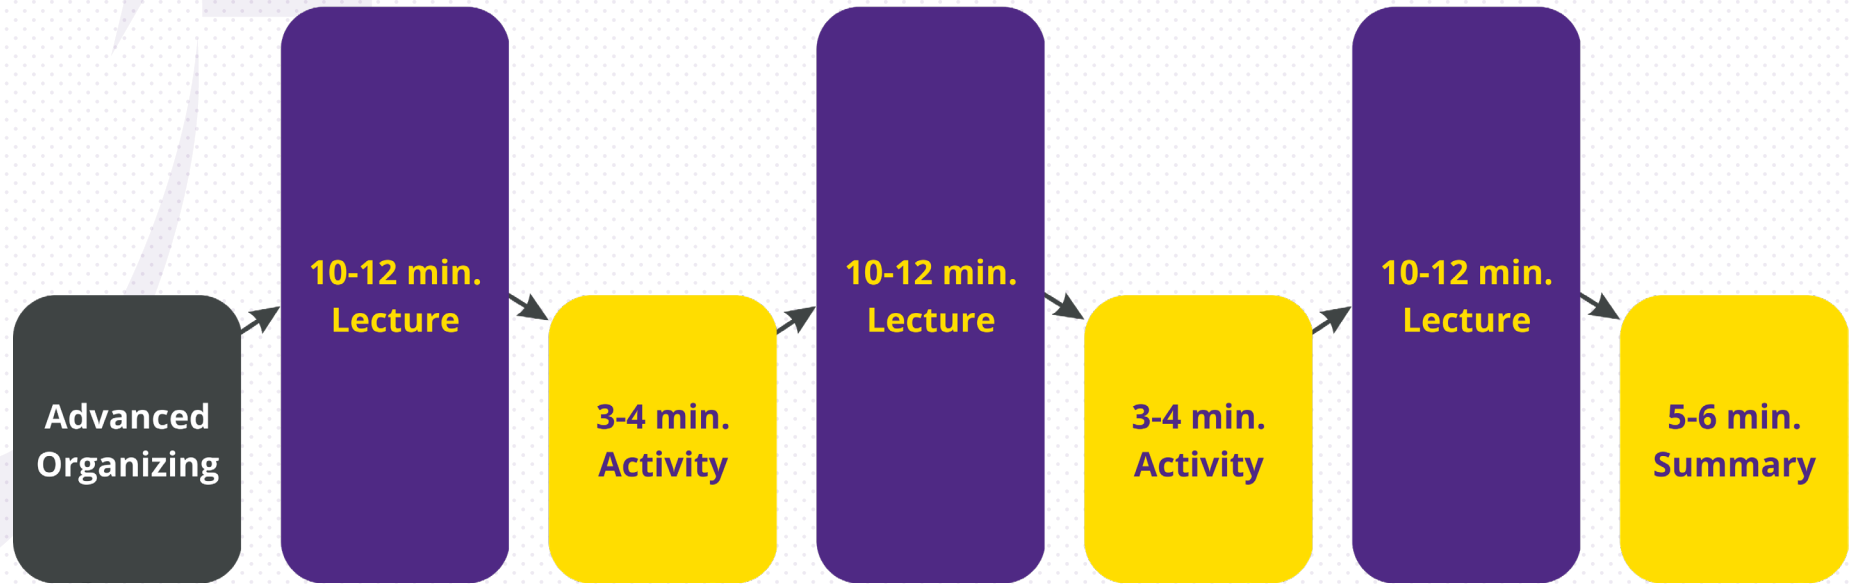 Advanced
Organizing
10-12 min.
Lecture
3-4 min.
Activity
10-12 min.
Lecture
3-4 min.
Activity
10-12 min.
Lecture
5-6 min.
Summary